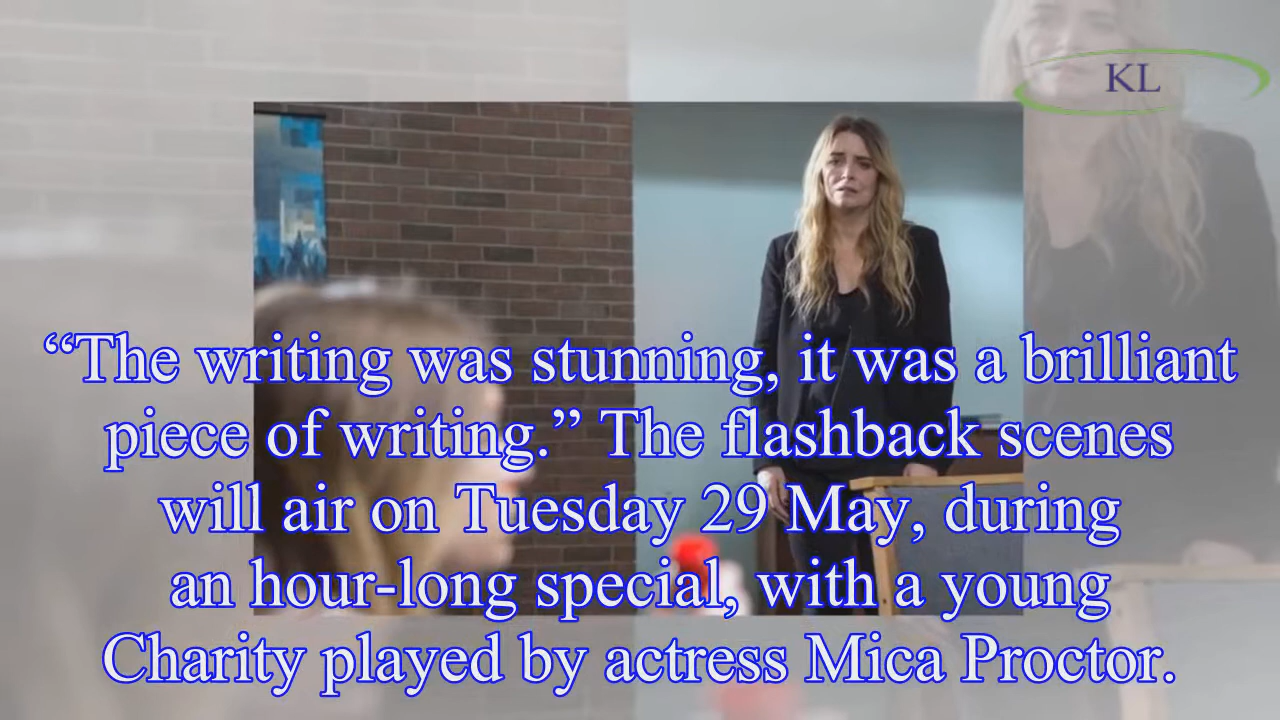 KL
“The writing was stunning, it was a brilliant
piece of writing.” The flashback scenes
will air on Tuesday 29 May, during
an hour-long special, with a young
Charity played by actress Mica Proctor.